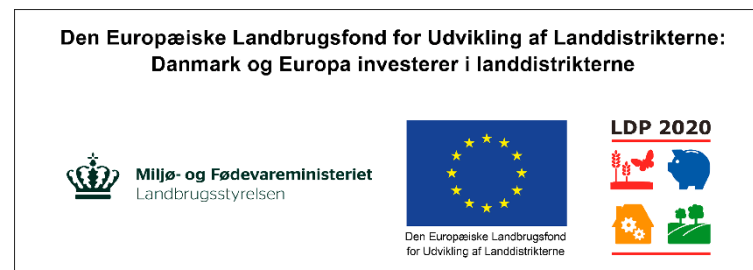 Den Europæiske Landbrugsfond for Udvikling af Landdistrikterne:
Danmark og Europa investerer i landdistrikterne
Miljø- og Fødevareministeriet
Landbrugsstyrelsen
Den Europæiske Landbrugsfond
for Udvikling af Landdistrikterne
LDP 2020